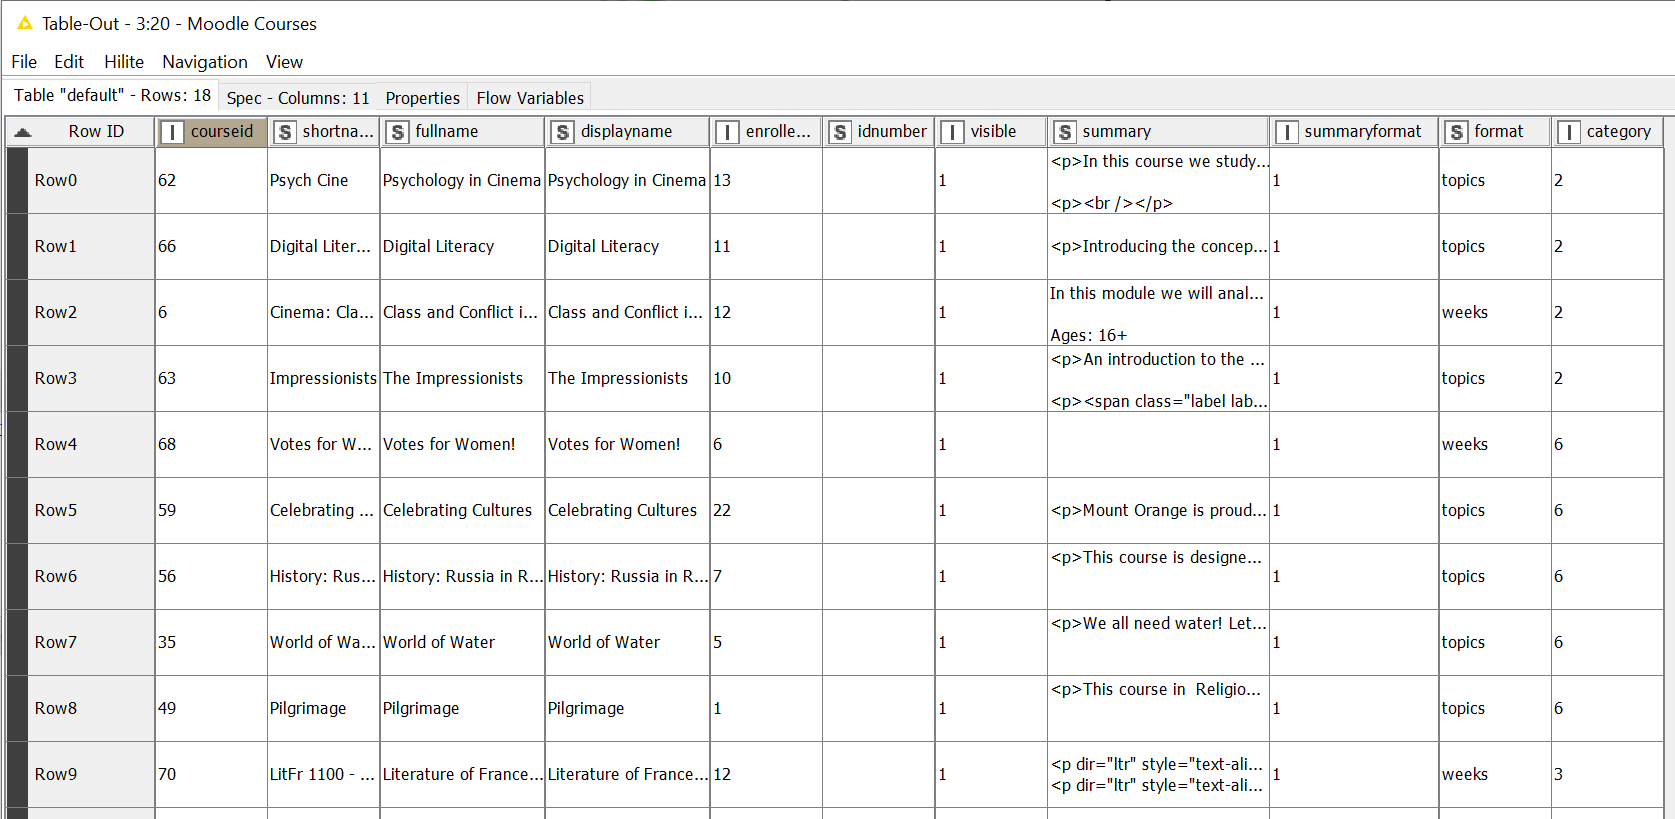 Table-Out - 3:20 - Moodle Courses
File Edit Hilite Navigation View
Table "default" - Rows: 18 Spec - Columns: 11 Properties Flow Variables
Row ID I courseid S shortna... S fullname S displayname I enrolle... S idnumber I visible S summary I summaryformat S format I category
Row0 62 Psych Cine Psychology in Cinema Psychology in Cinema 13 1 <p>In this course we study... 1 topics 2
<p><br /></p>
Row1 66 Digital Liter... Digital Literacy Digital Literacy 11 1 <p>Introducing the concep... 1 topics 2
Row2 6 Cinema: Cla... Class and Conflict i... Class and Conflict i... 12 1 In this module we will anal... 1 weeks 2
Ages: 16+
Row3 63 Impressionists The Impressionists The Impressionists 10 1 <p>An introduction to the ... 1 topics 2
<p><span class="label lab...
Row4 68 Votes for W... Votes for Women! Votes for Women! 6 1 1 weeks 6
Row5 59 Celebrating ... Celebrating Cultures Celebrating Cultures 22 1 <p>Mount Orange is proud... 1 topics 6
Row6 56 History: Rus... History: Russia in R... History: Russia in R... 7 1 <p>This course is designe... 1 topics 6
Row7 35 World of Wa... World of Water World of Water 5 1 <p>We all need water! Let... 1 topics 6
Row8 49 Pilgrimage Pilgrimage Pilgrimage 1 1 <p>This course in  Religio... 1 topics 6
Row9 70 LitFr 1100 - ... Literature of France... Literature of France... 12 1 <p dir="ltr" style="text-ali... 1 weeks 3
<p dir="ltr" style="text-ali...